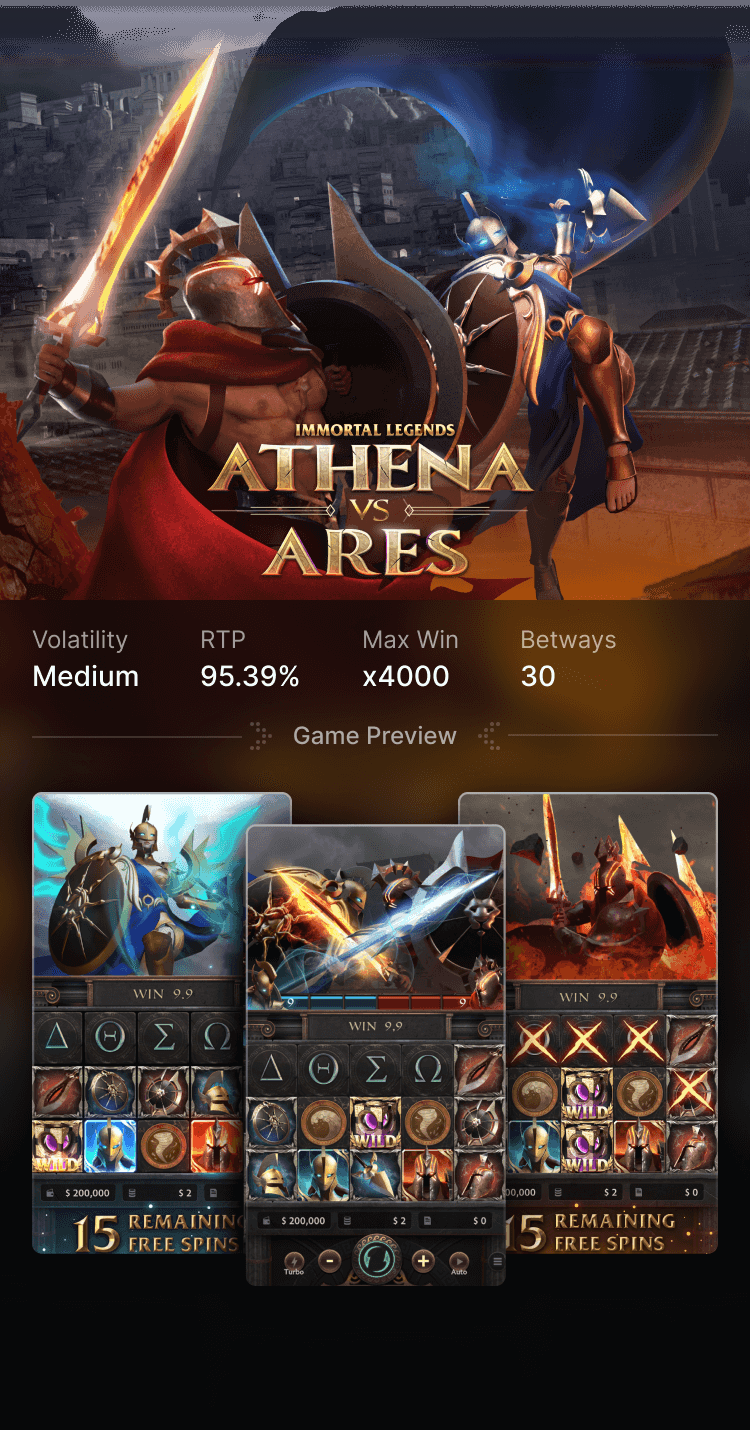 IMMORTAL LEGENDS
ATHENA
VS
ARES
Volatility
Medium
RTP
95.39%
Max Win
x4000
Betways
30
Game Preview
WIN 9.9
Δ Θ Σ Ω
WILD
$ 200,000 $ 2
15 REMAINING
FREE SPINS
9 9
WIN 9.9
Δ Θ Σ Ω
WILD
$ 200,000 $ 2 $ 0
Turbo - + Auto
WIN 9.9
WILD
WILD
00,000 $ 2 $ 0
15 REMAINING
FREE SPINS